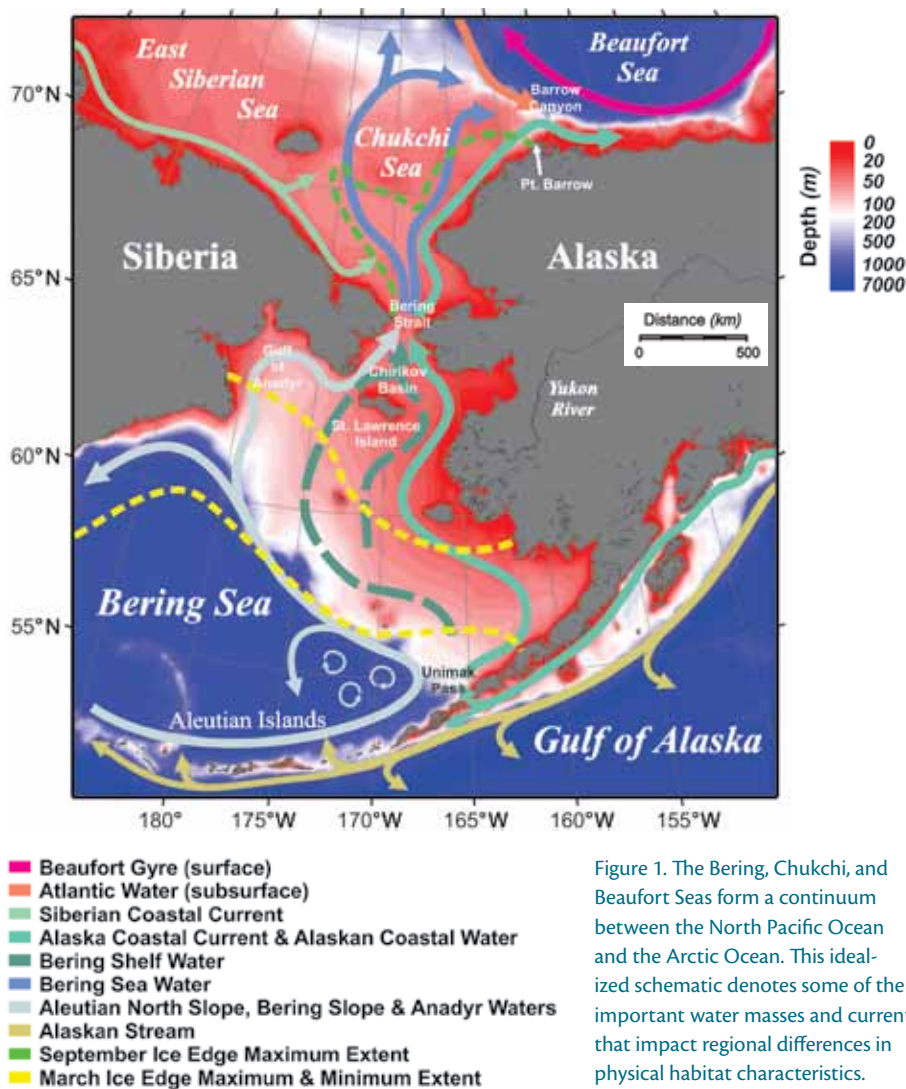 East
Siberian
Sea
Beaufort
Sea
Barrow
Canyon
Chukchi
Sea
Pt. Barrow
70°N
65°N
60°N
55°N
Siberia
Alaska
Bering
Strait
Distance (km)
0 500
Gulf
of
Anadyr
Chirikov
Basin
St. Lawrence
Island
Yukon
River
Bering Sea
Unimak
Pass
Aleutian Islands
Gulf of Alaska
180° 175°W 170°W 165°W 160°W 155°W
Depth (m)
0
20
50
100
200
500
1000
7000
Beaufort Gyre (surface)
Atlantic Water (subsurface)
Siberian Coastal Current
Alaska Coastal Current & Alaskan Coastal Water
Bering Shelf Water
Bering Sea Water
Aleutian North Slope, Bering Slope & Anadyr Waters
Alaskan Stream
September Ice Edge Maximum Extent
March Ice Edge Maximum & Minimum Extent
Figure 1. The Bering, Chukchi, and
Beaufort Seas form a continuum
between the North Pacific Ocean
and the Arctic Ocean. This ideal-
ized schematic denotes some of the
important water masses and curren
that impact regional differences in
physical habitat characteristics.